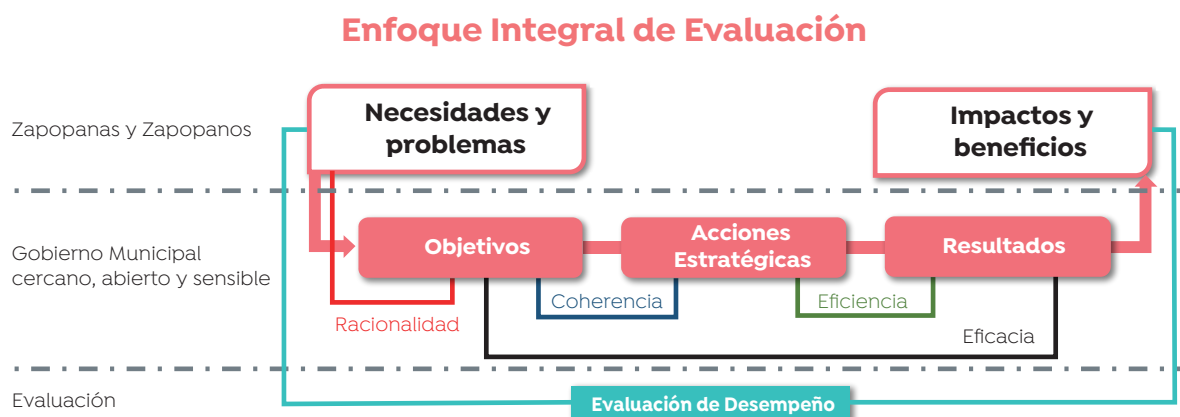 Enfoque Integral de Evaluación
Zapopanas y Zapopanos
Necesidades y
problemas
Impactos y
beneficios
Gobierno Municipal
cercano, abierto y sensible
Objetivos
Acciones
Estratégicas
Resultados
Coherencia
Eficiencia
Racionalidad
Eficacia
Evaluación
Evaluación de Desempeño